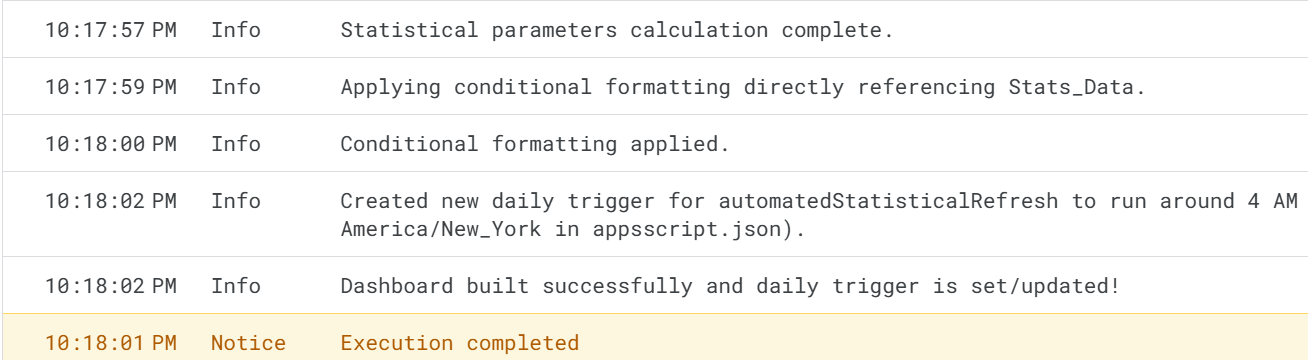 10:17:57 PM Info Statistical parameters calculation complete.
10:17:59 PM Info Applying conditional formatting directly referencing Stats_Data.
10:18:00 PM Info Conditional formatting applied.
10:18:02 PM Info Created new daily trigger for automatedStatisticalRefresh to run around 4 AM
America/New_York in appsscript.json).
10:18:02 PM Info Dashboard built successfully and daily trigger is set/updated!
10:18:01 PM Notice Execution completed